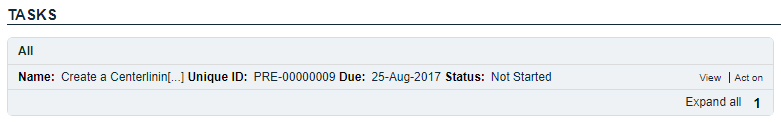 TASKS
All
Name: Create a Centerlinin[...] Unique ID: PRE-00000009 Due: 25-Aug-2017 Status: Not Started View | Act on
Expand all 1